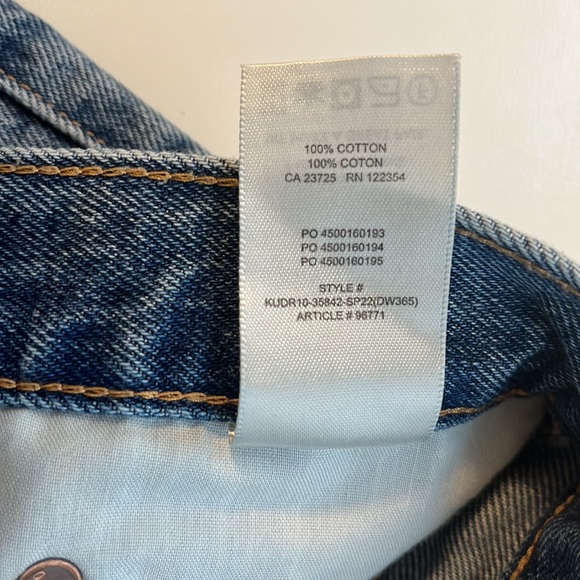 100% COTTON
100% COTON
CA 23725 RN 122354
PO 4500160193
PO 4500160194
PO 4500160195
STYLE #
KUDR10-35842-SP22(DW365)
ARTICLE # 96771